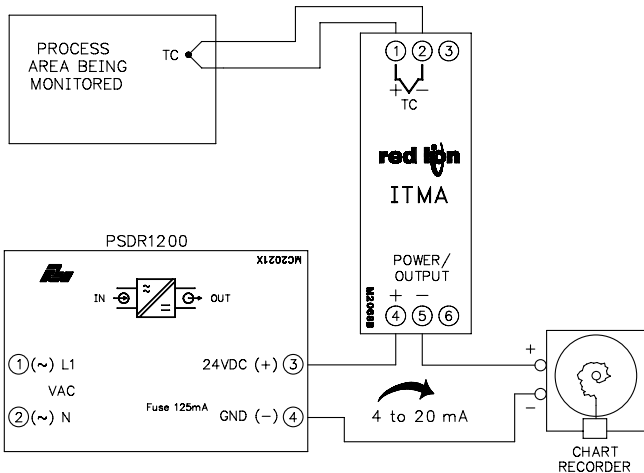 PROCESS
AREA BEING
MONITORED
TC
1 2 3
+ −
TC
red lion
ITMA
POWER/
OUTPUT
M2068B
+ −
4 5 6
PSDR1200
MC2021X
IN OUT
1 (~) L1
24VDC (+) 3
VAC
Fuse 125mA
2 (~) N
GND (−) 4
4 to 20 mA
+
−
CHART
RECORDER